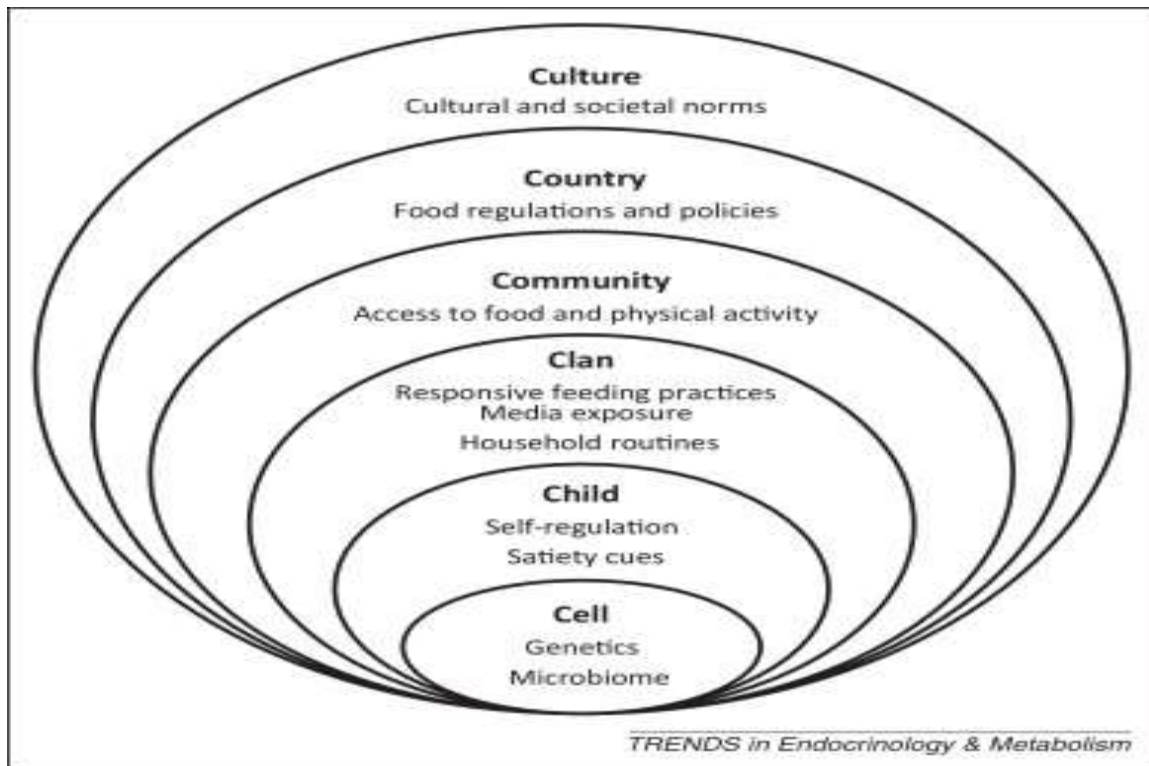 Culture
Cultural and societal norms
Country
Food regulations and policies
Community
Access to food and physical activity
Clan
Responsive feeding practices
Media exposure
Household routines
Child
Self-regulation
Satiety cues
Cell
Genetics
Microbiome
TRENDS in Endocrinology & Metabolism